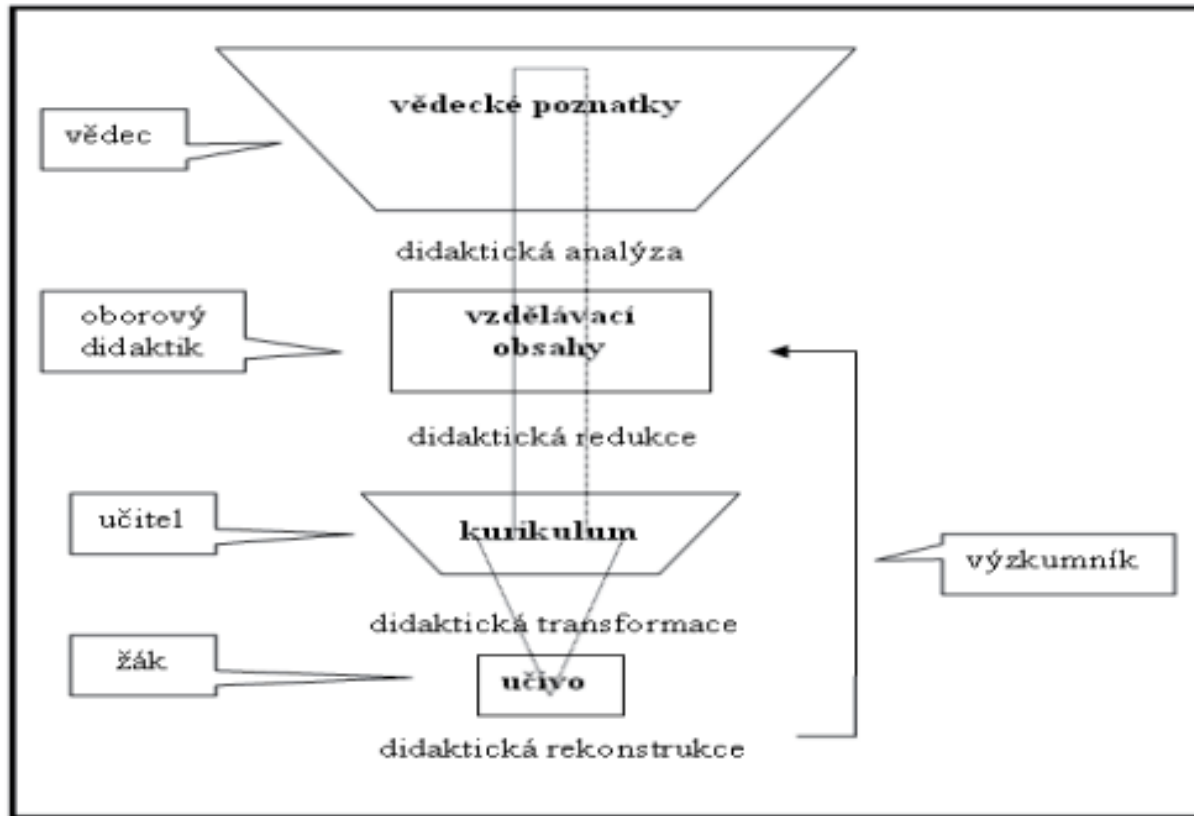 vědecké poznatky
vědec
didaktická analýza
oborový
didaktik
vzdělávací
obsahy
didaktická redukce
učitel
kurikulum
výzkumník
didaktická transformace
žák
učivo
didaktická rekonstrukce